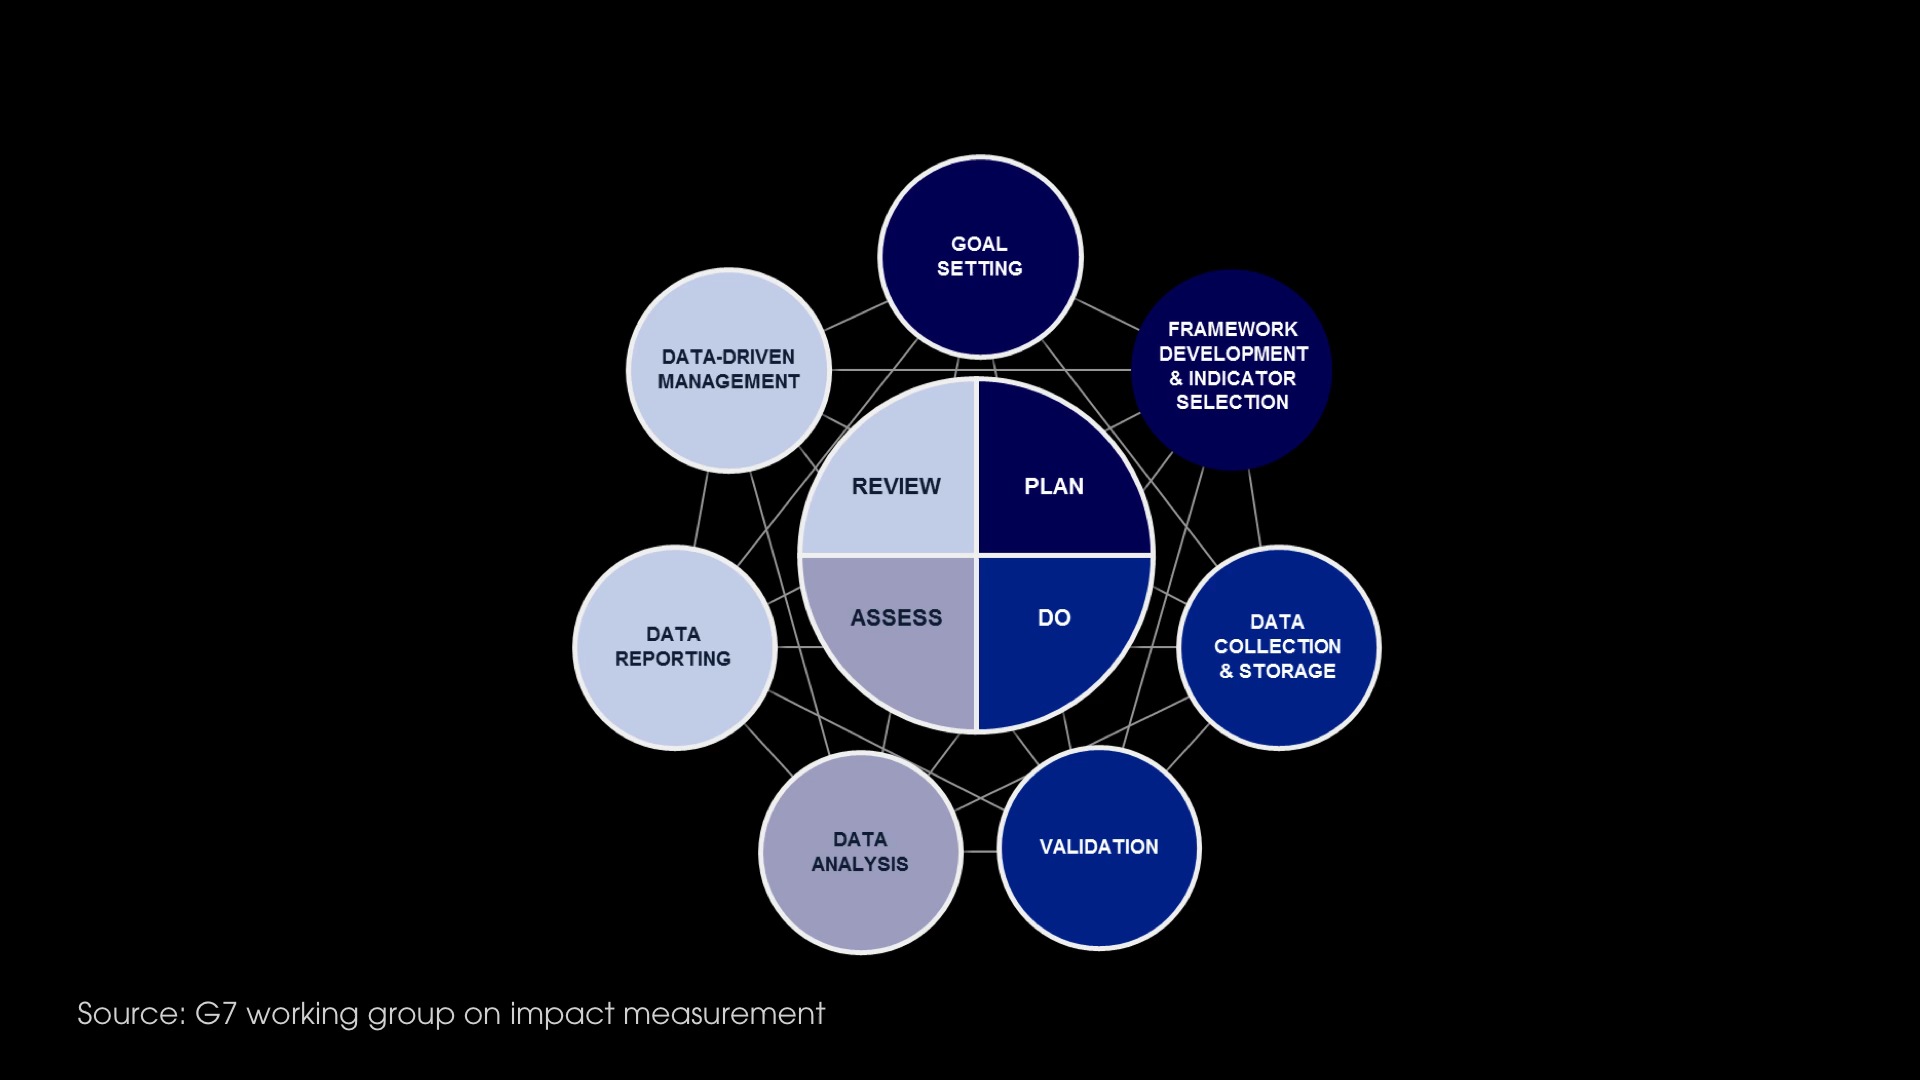 GOAL
SETTING
FRAMEWORK
DEVELOPMENT
& INDICATOR
SELECTION
DATA-DRIVEN
MANAGEMENT
REVIEW
PLAN
ASSESS
DO
DATA
COLLECTION
& STORAGE
DATA
REPORTING
VALIDATION
DATA
ANALYSIS
Source: G7 working group on impact measurement